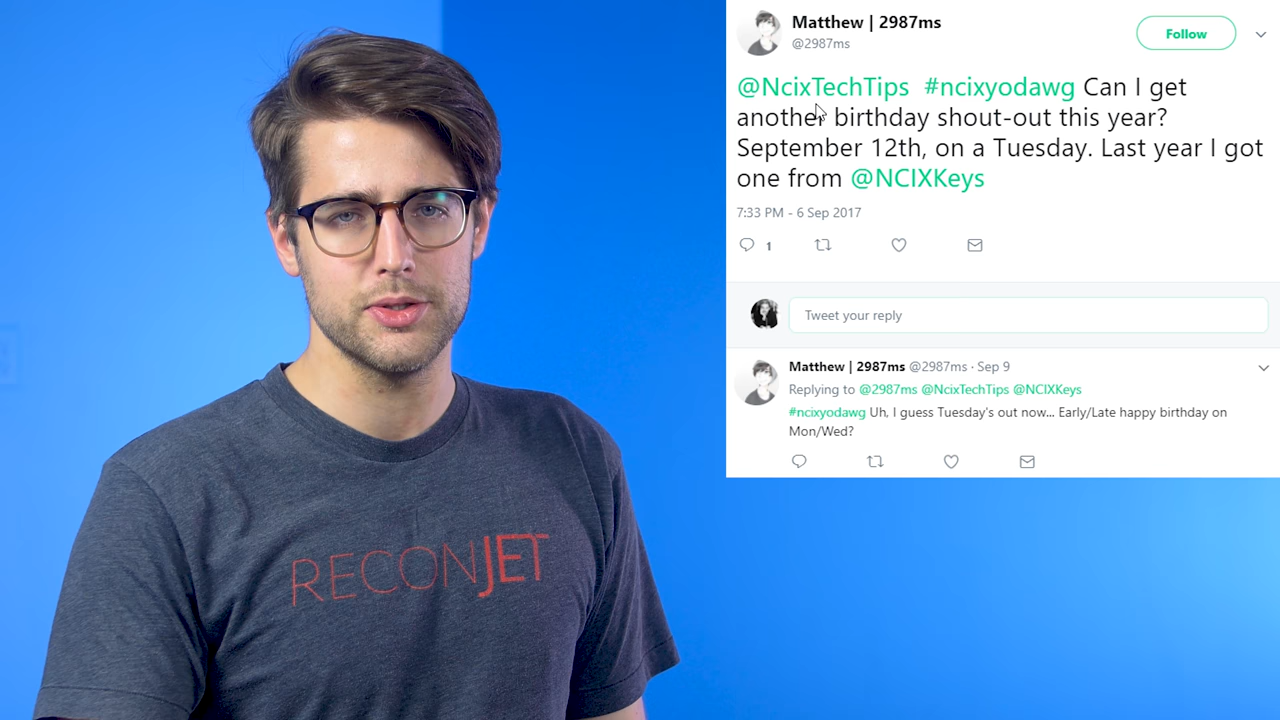 Matthew | 2987ms
@2987ms
Follow
@NcixTechTips #ncixyodawg Can I get
another birthday shout-out this year?
September 12th, on a Tuesday. Last year I got
one from @NCIXKeys
7:33 PM - 6 Sep 2017
1
Tweet your reply
Matthew | 2987ms @2987ms · Sep 9
Replying to @2987ms @NcixTechTips @NCIXKeys
#ncixyodawg Uh, I guess Tuesday's out now... Early/Late happy birthday on
Mon/Wed?
RECONJET